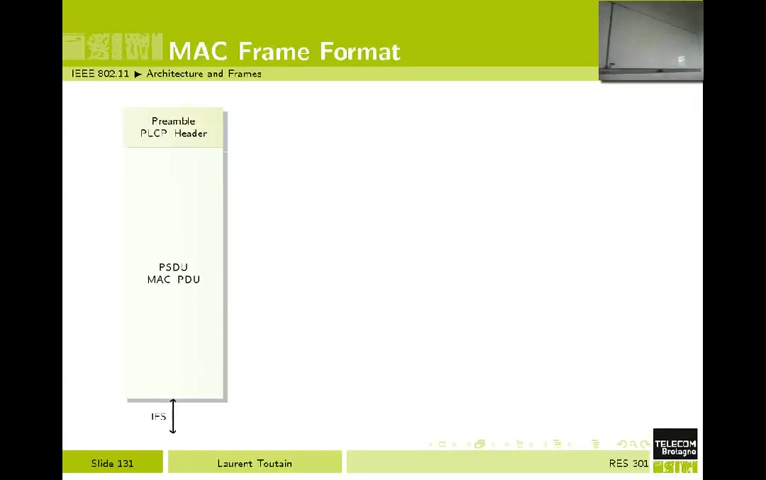 MAC Frame Format
IEEE 802.11 ▶ Architecture and Frames
Preamble
PLCP Header
PSDU
MAC PDU
IFS
Slide 131
Laurent Toutain
RES 301
TELECOM
Bretagne